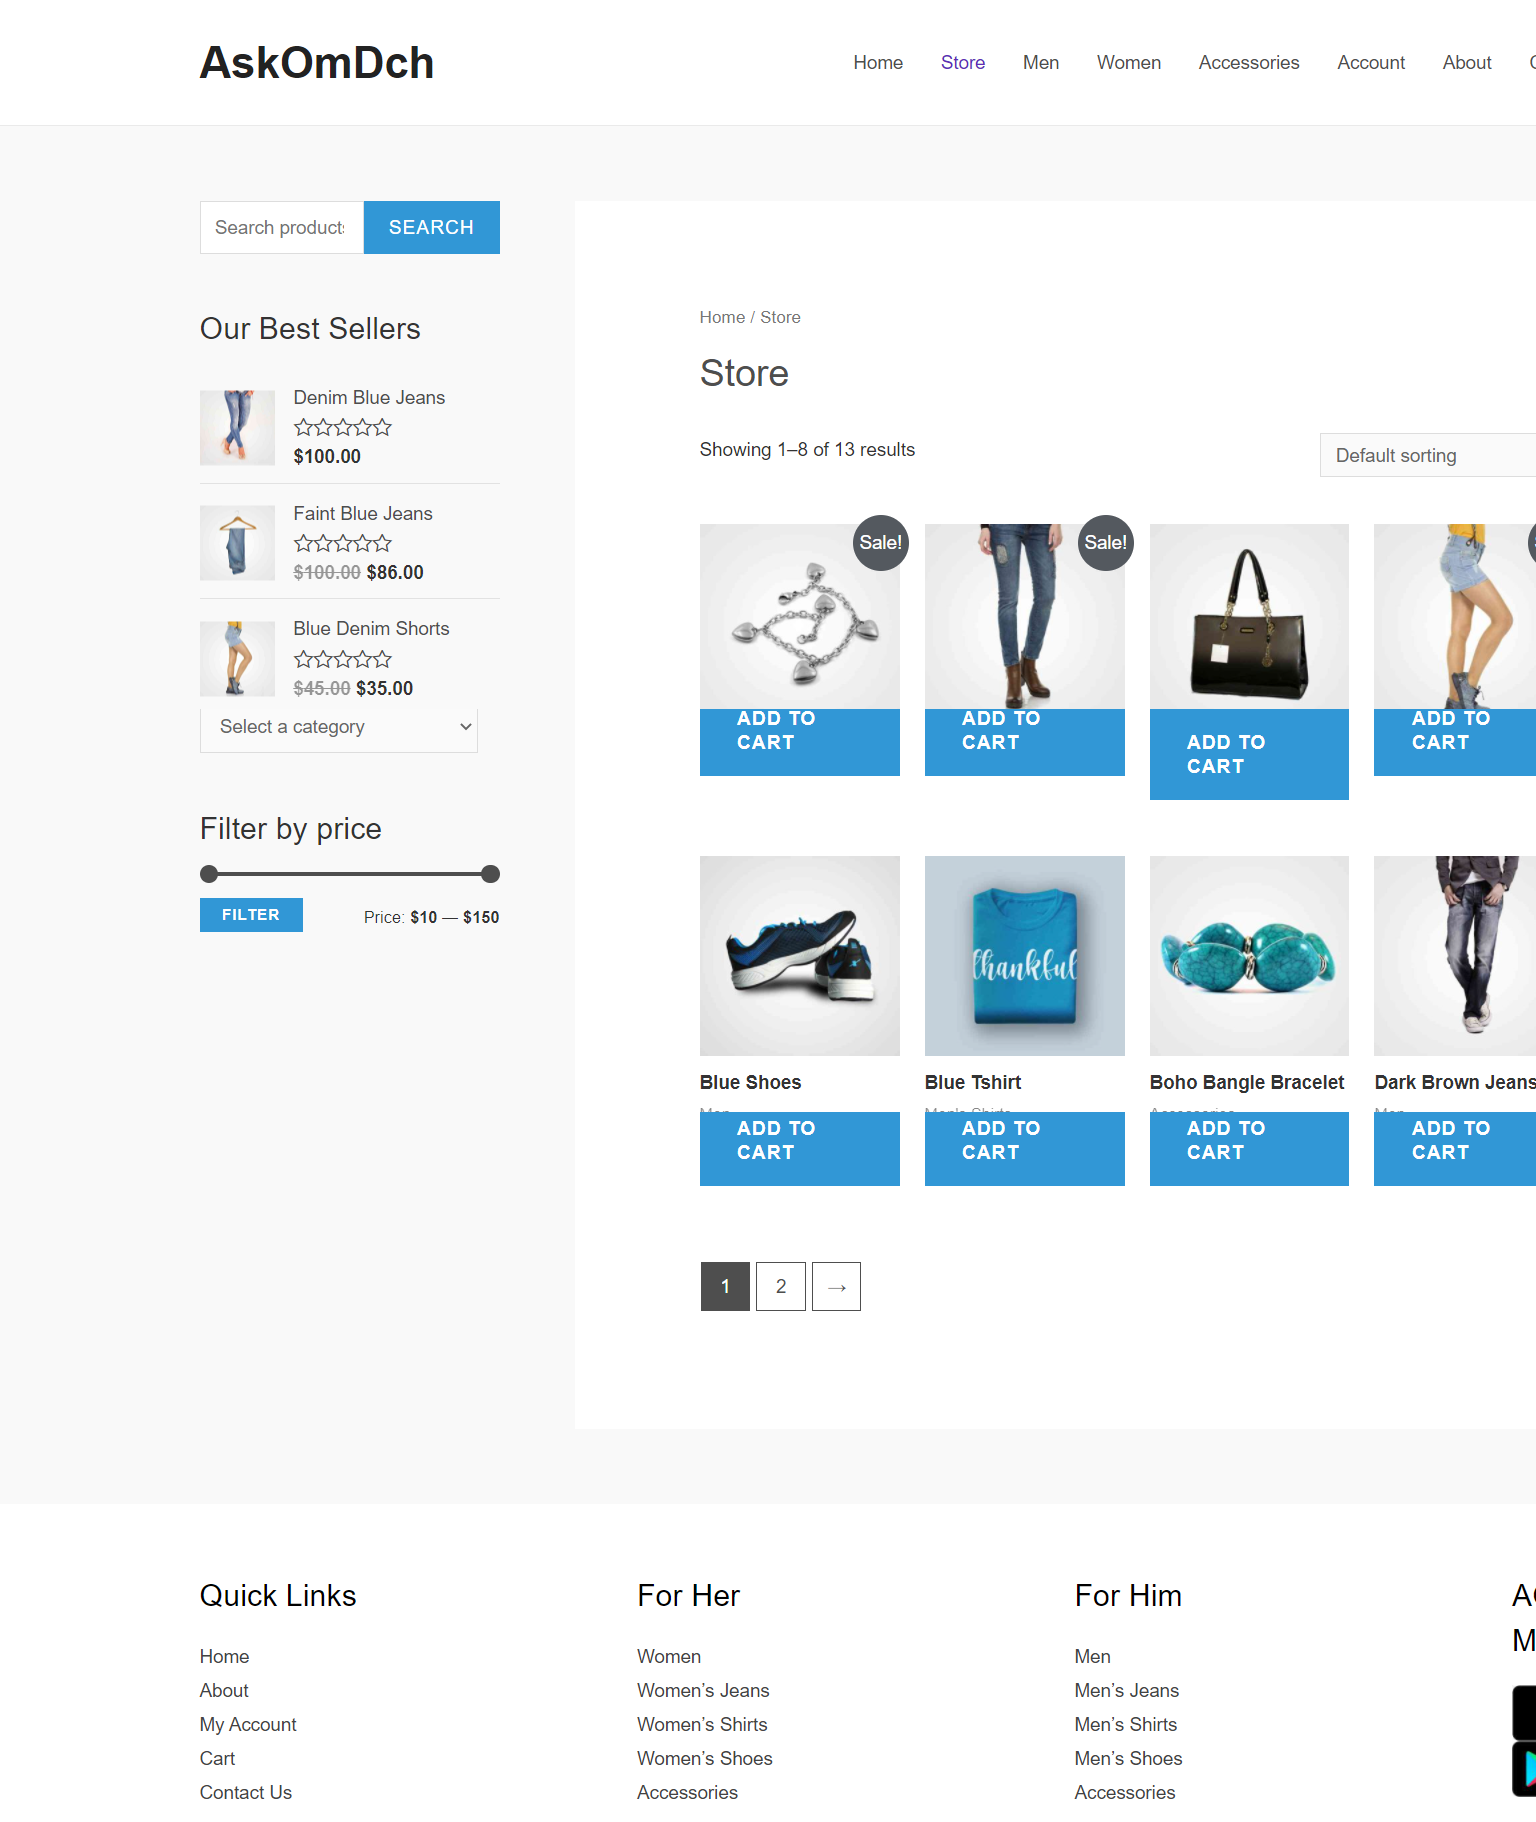 AskOmDch
Home Store Men Women Accessories Account About
Search products
SEARCH
Our Best Sellers
Denim Blue Jeans
$100.00
Faint Blue Jeans
$100.00 $86.00
Blue Denim Shorts
$45.00 $35.00
Select a category
Filter by price
FILTER
Price: $10 — $150
Home / Store
Store
Showing 1–8 of 13 results
Default sorting
Sale!
Sale!
ADD TO
CART
ADD TO
CART
ADD TO
CART
ADD TO
CART
thankful
Blue Shoes
Blue Tshirt
Boho Bangle Bracelet
Dark Brown Jeans
Men
Men's Shirts
Accessories
Men
ADD TO
CART
ADD TO
CART
ADD TO
CART
ADD TO
CART
1 2 →
Quick Links
Home
About
My Account
Cart
Contact Us
For Her
Women
Women’s Jeans
Women’s Shirts
Women’s Shoes
Accessories
For Him
Men
Men’s Jeans
Men’s Shirts
Men’s Shoes
Accessories